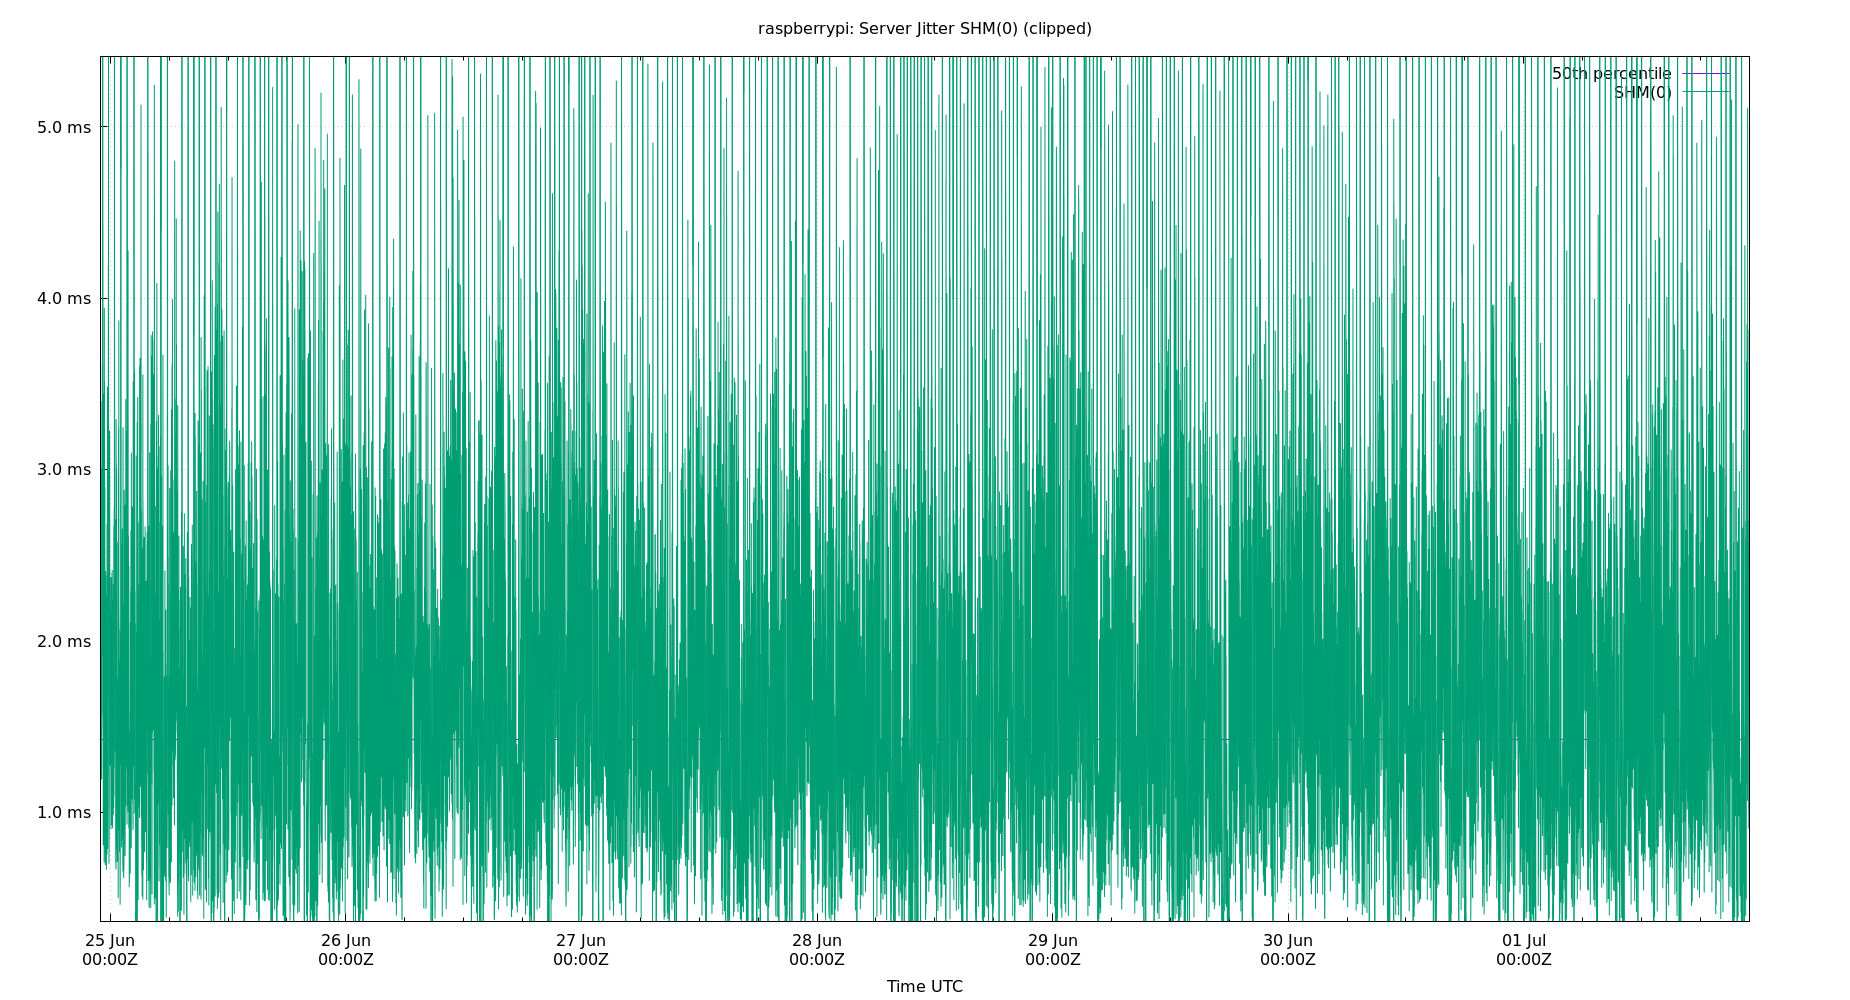 raspberrypi: Server Jitter SHM(0) (clipped)
50th percentile
SHM(0)
5.0 ms
4.0 ms
3.0 ms
2.0 ms
1.0 ms
25 Jun 26 Jun 27 Jun 28 Jun 29 Jun 30 Jun 01 Jul
00:00Z 00:00Z 00:00Z 00:00Z 00:00Z 00:00Z 00:00Z
Time UTC